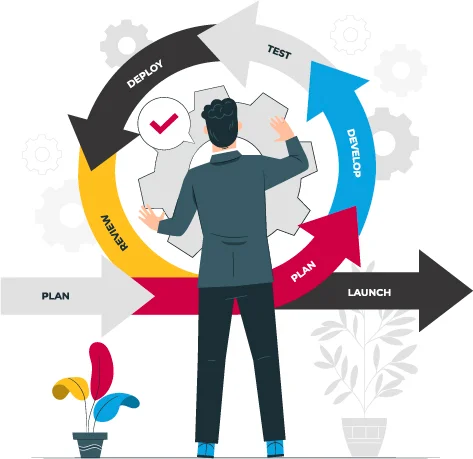 TEST
DEPLOY
DEVELOP
REVIEW
PLAN
PLAN
LAUNCH